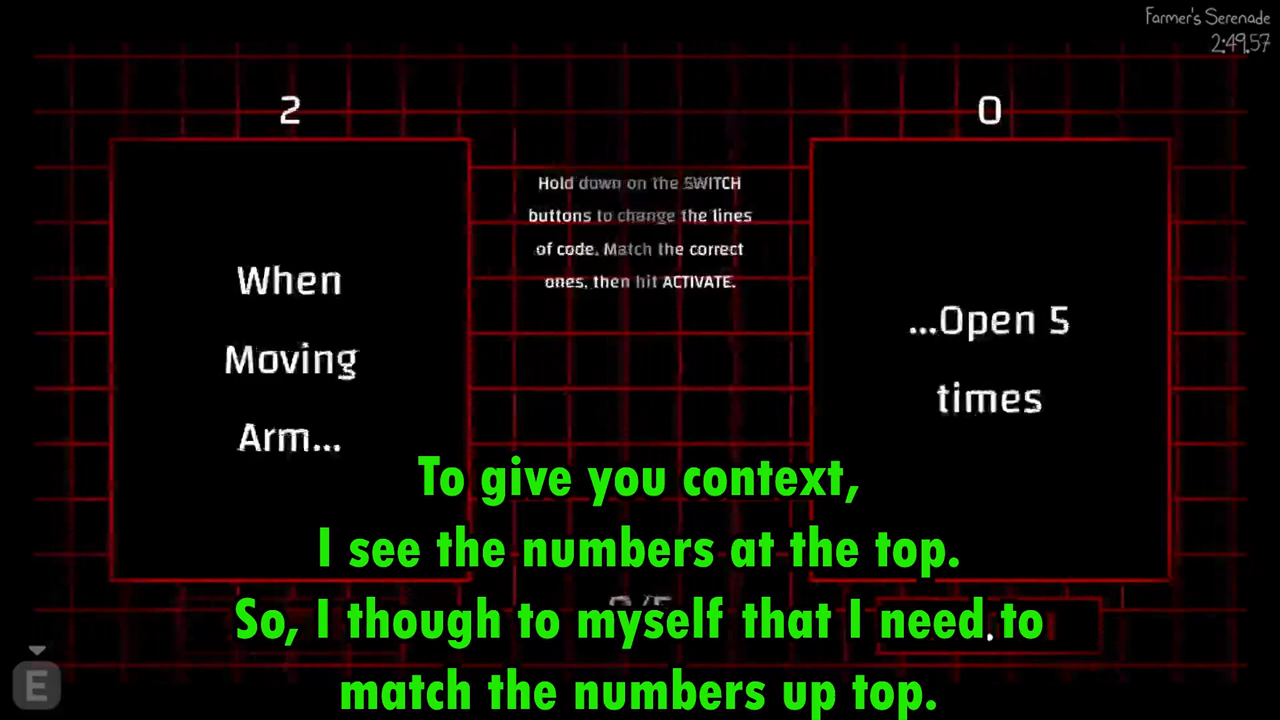 Farmer's Serenade
2:49.57
2
0
Hold down on the SWITCH
buttons to change the lines
of code. Match the correct
ones, then hit ACTIVATE.
When
Moving
Arm...
...Open 5
times
To give you context,
I see the numbers at the top.
So, I though to myself that I need to
match the numbers up top.
E